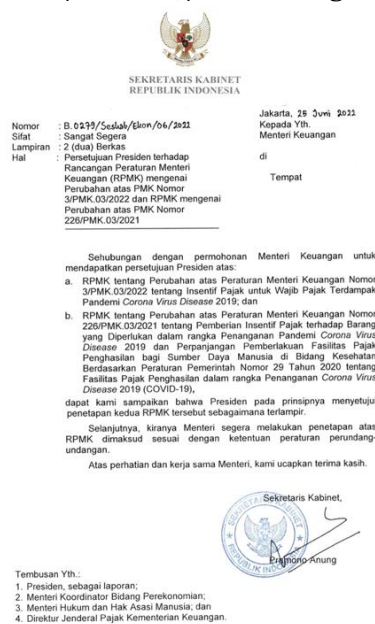 SEKRETARIS KABINET
REPUBLIK INDONESIA
Jakarta, 25 Juni 2022
Nomor : B.0279/Seskab/Ekon/06/2022
Kepada Yth.
Sifat : Sangat Segera
Menteri Keuangan
Lampiran : 2 (dua) Berkas
Hal : Persetujuan Presiden terhadap
di
Rancangan Peraturan Menteri
Keuangan (RPMK) mengenai
Tempat
Perubahan atas PMK Nomor
3/PMK.03/2022 dan RPMK mengenai
Perubahan atas PMK Nomor
226/PMK.03/2021
Sehubungan dengan permohonan Menteri Keuangan untuk
mendapatkan persetujuan Presiden atas:
a. RPMK tentang Perubahan atas Peraturan Menteri Keuangan Nomor
3/PMK.03/2022 tentang Insentif Pajak untuk Wajib Pajak Terdampak
Pandemi Corona Virus Disease 2019; dan
b. RPMK tentang Perubahan atas Peraturan Menteri Keuangan Nomor
226/PMK.03/2021 tentang Pemberian Insentif Pajak terhadap Barang
yang Diperlukan dalam rangka Penanganan Pandemi Corona Virus
Disease 2019 dan Perpanjangan Pemberlakuan Fasilitas Pajak
Penghasilan bagi Sumber Daya Manusia di Bidang Kesehatan
Berdasarkan Peraturan Pemerintah Nomor 29 Tahun 2020 tentang
Fasilitas Pajak Penghasilan dalam rangka Penanganan Corona Virus
Disease 2019 (COVID-19),
dapat kami sampaikan bahwa Presiden pada prinsipnya menyetujui
penetapan kedua RPMK tersebut sebagaimana terlampir.
Selanjutnya, kiranya Menteri segera melakukan penetapan atas
RPMK dimaksud sesuai dengan ketentuan peraturan perundang-
undangan.
Atas perhatian dan kerja sama Menteri, kami ucapkan terima kasih.
Sekretaris Kabinet,
Pramono Anung
Tembusan Yth.:
1. Presiden, sebagai laporan;
2. Menteri Koordinator Bidang Perekonomian;
3. Menteri Hukum dan Hak Asasi Manusia; dan
4. Direktur Jenderal Pajak Kementerian Keuangan.